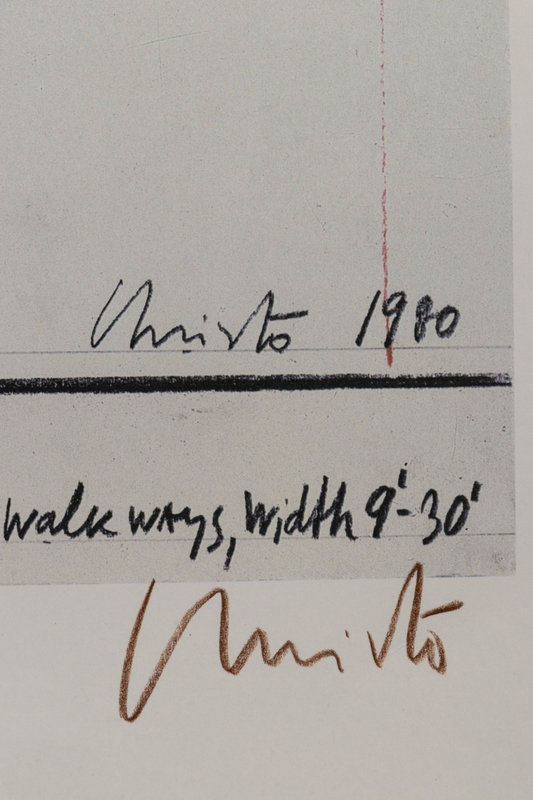 Christo 1980
walk ways, width 9'-30'
Christo